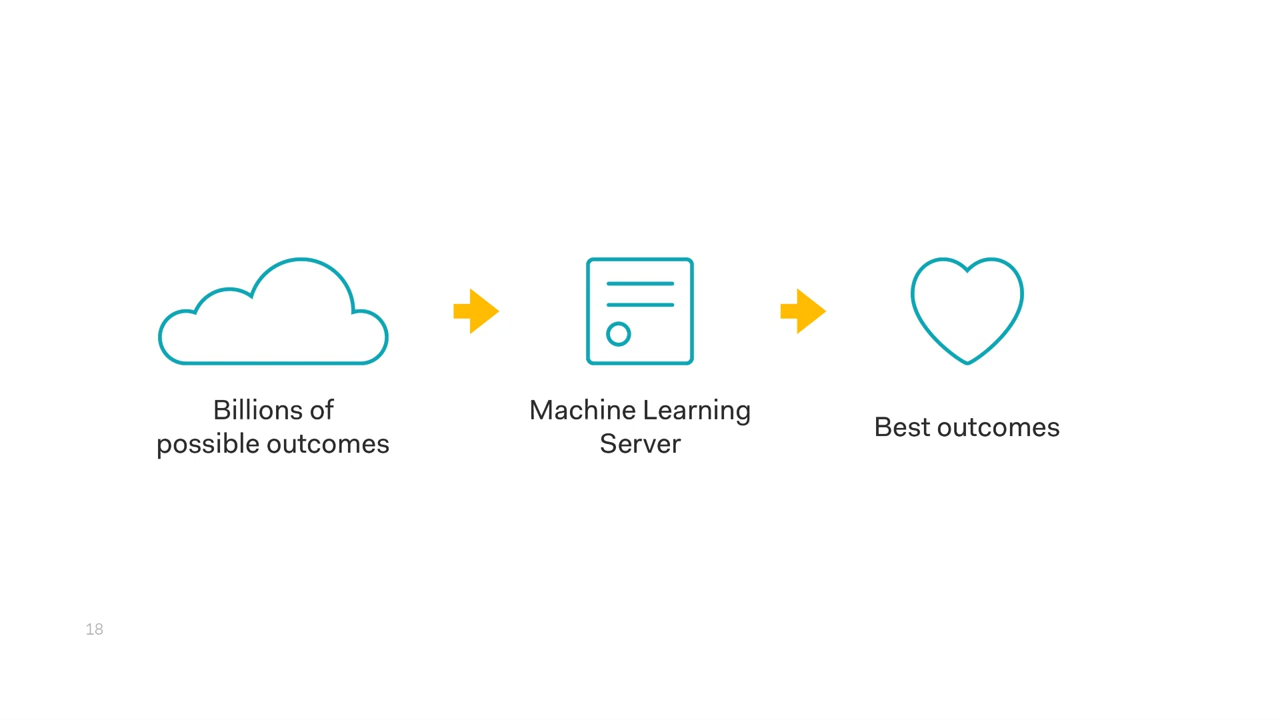 Billions of
possible outcomes
Machine Learning
Server
Best outcomes
18